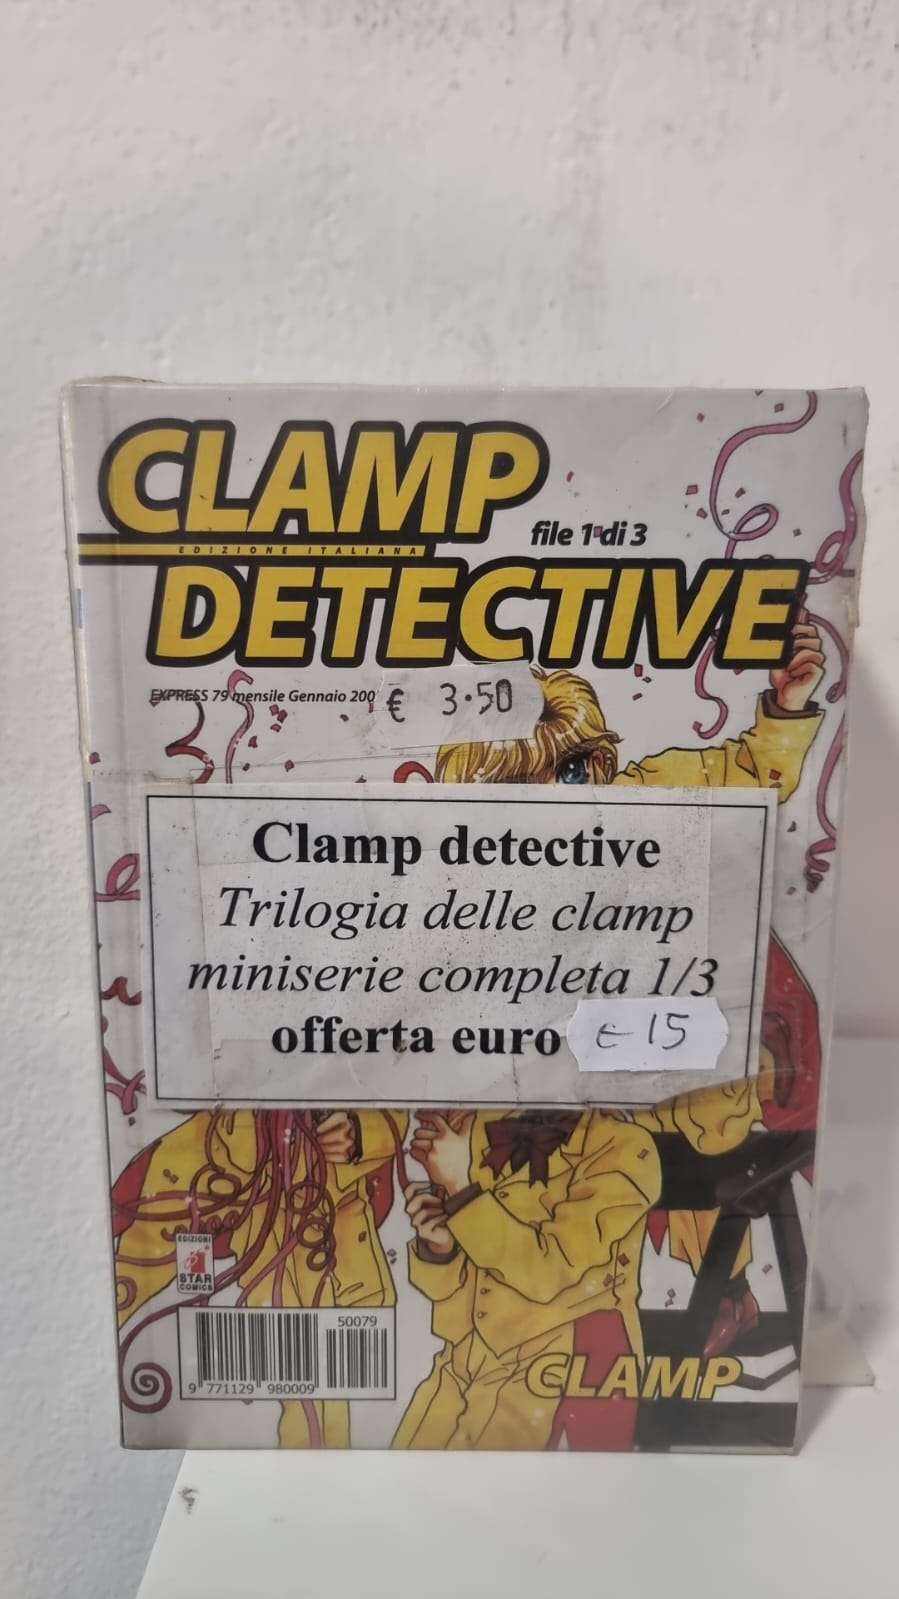 CLAMP
EDIZIONE ITALIANA
file 1 di 3
DETECTIVE
EXPRESS 79 mensile Gennaio 200
€ 3.50
Clamp detective
Trilogia delle clamp
miniserie completa 1/3
offerta euro € 15
EDIZIONI
STAR
COMICS
50079
9 771129 980009
CLAMP